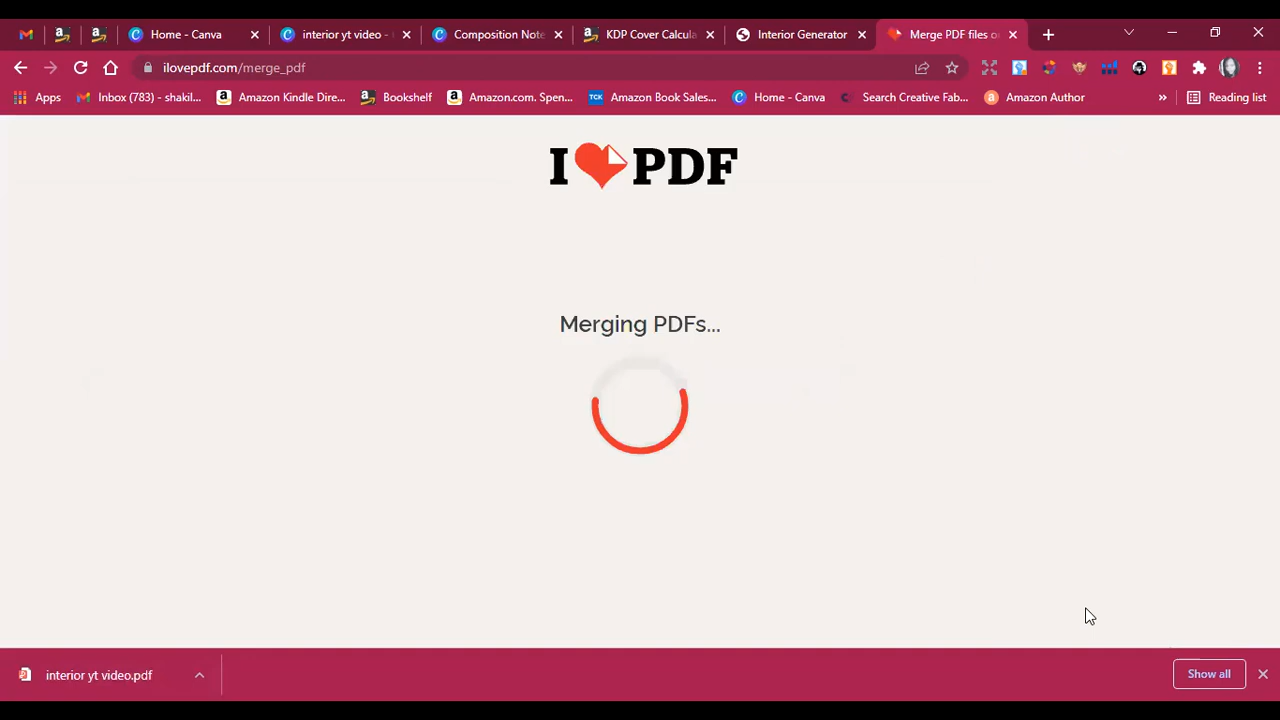 Home - Canva
interior yt video -
Composition Note
KDP Cover Calcula
Interior Generator
Merge PDF files o
ilovepdf.com/merge_pdf
Apps
Inbox (783) - shakil...
Amazon Kindle Dire...
Bookshelf
Amazon.com. Spen...
TCK
Amazon Book Sales...
Home - Canva
Search Creative Fab...
Amazon Author
»
Reading list
I PDF
Merging PDFs...
interior yt video.pdf
Show all